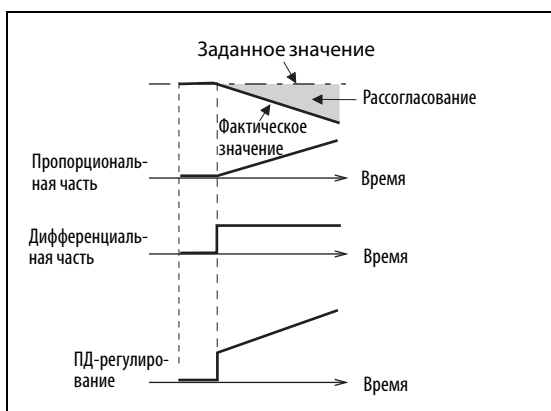 Заданное значение
Рассогласование
Фактическое
значение
Пропорциональ-
ная часть
Время
Дифференциаль-
ная часть
Время
ПД-регулиро-
вание
Время